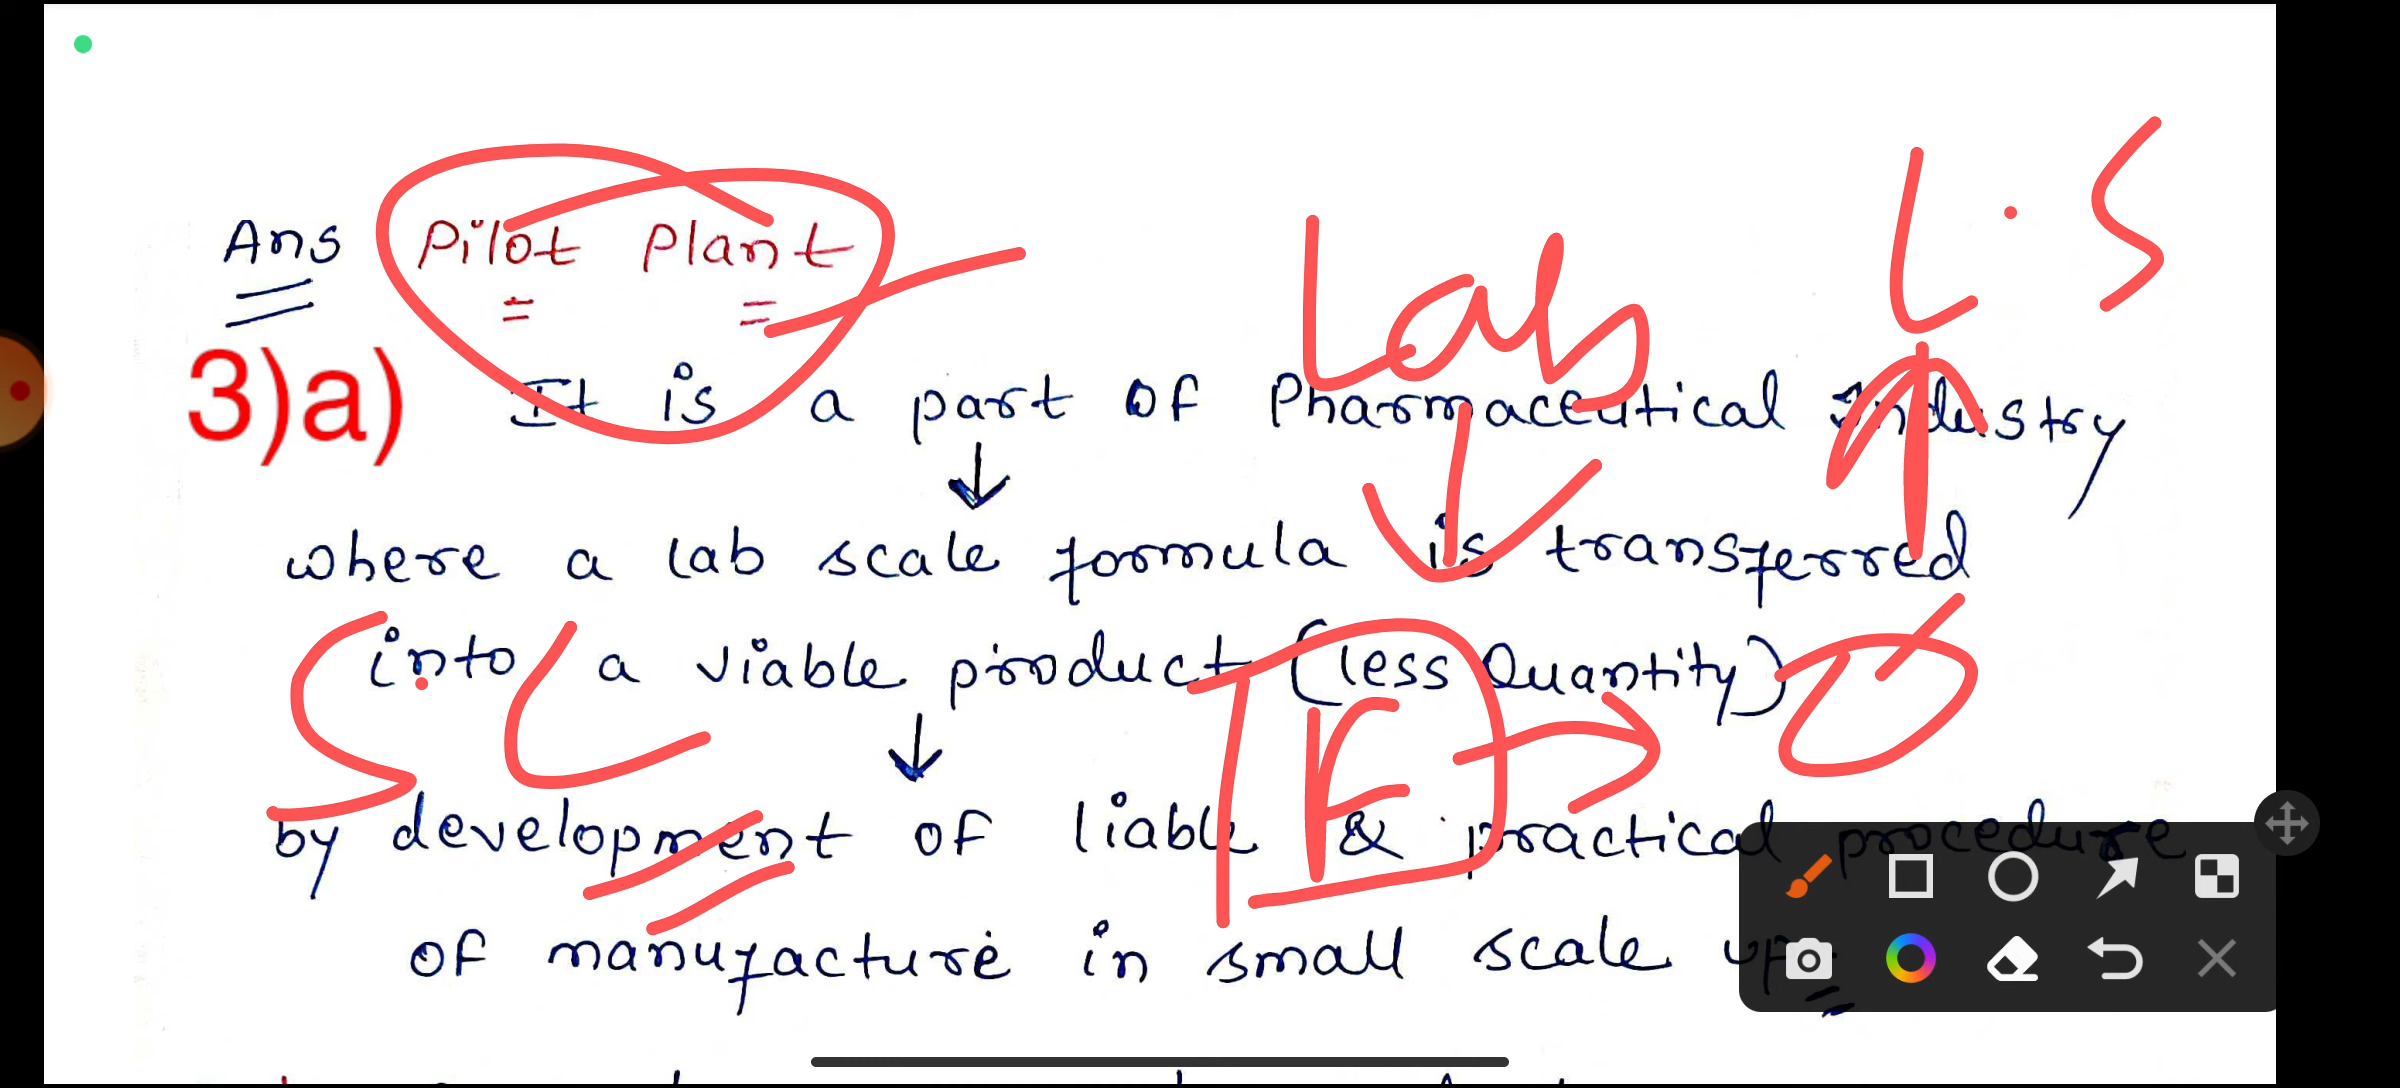 Ans Pilot Plant
Lab
L.S
3)a) It is a part of Pharmaceutical Industry
where a lab scale formula is transferred
into a viable product (less Quantity)
S L
by development of liable & practical procedure
of manufacture in small scale up